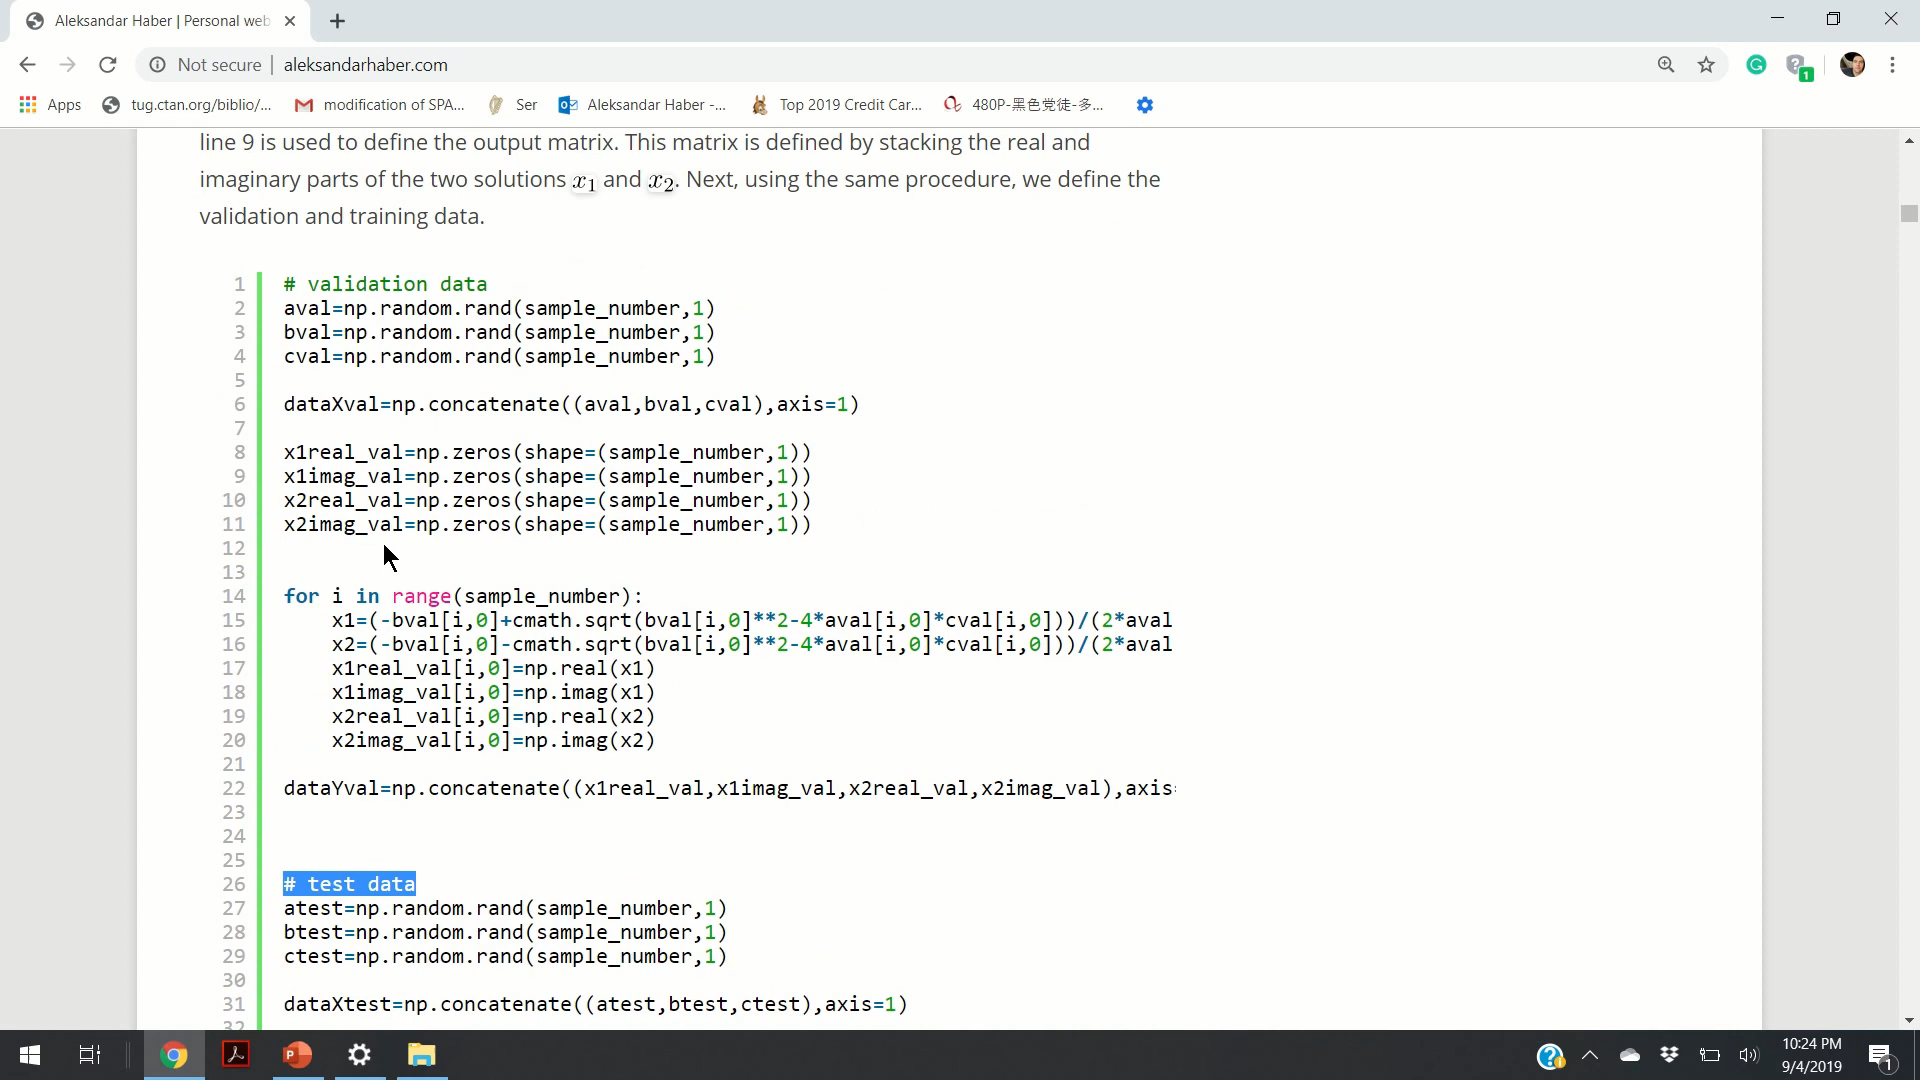 Aleksandar Haber | Personal web
Not secure | aleksandarhaber.com
1
Apps
tug.ctan.org/biblio/...
modification of SPA...
Ser
Aleksandar Haber -...
Top 2019 Credit Car...
480P-黑色党徒-多...
line 9 is used to define the output matrix. This matrix is defined by stacking the real and
imaginary parts of the two solutions x1 and x2. Next, using the same procedure, we define the
validation and training data.
1 # validation data
2 aval=np.random.rand(sample_number,1)
3 bval=np.random.rand(sample_number,1)
4 cval=np.random.rand(sample_number,1)
5
6 dataXval=np.concatenate((aval,bval,cval),axis=1)
7
8 x1real_val=np.zeros(shape=(sample_number,1))
9 x1imag_val=np.zeros(shape=(sample_number,1))
10 x2real_val=np.zeros(shape=(sample_number,1))
11 x2imag_val=np.zeros(shape=(sample_number,1))
12
13
14 for i in range(sample_number):
15 x1=(-bval[i,0]+cmath.sqrt(bval[i,0]**2-4*aval[i,0]*cval[i,0]))/(2*aval
16 x2=(-bval[i,0]-cmath.sqrt(bval[i,0]**2-4*aval[i,0]*cval[i,0]))/(2*aval
17 x1real_val[i,0]=np.real(x1)
18 x1imag_val[i,0]=np.imag(x1)
19 x2real_val[i,0]=np.real(x2)
20 x2imag_val[i,0]=np.imag(x2)
21
22 dataYval=np.concatenate((x1real_val,x1imag_val,x2real_val,x2imag_val),axis=
23
24
25
26 # test data
27 atest=np.random.rand(sample_number,1)
28 btest=np.random.rand(sample_number,1)
29 ctest=np.random.rand(sample_number,1)
30
31 dataXtest=np.concatenate((atest,btest,ctest),axis=1)
32
10:24 PM
9/4/2019
1